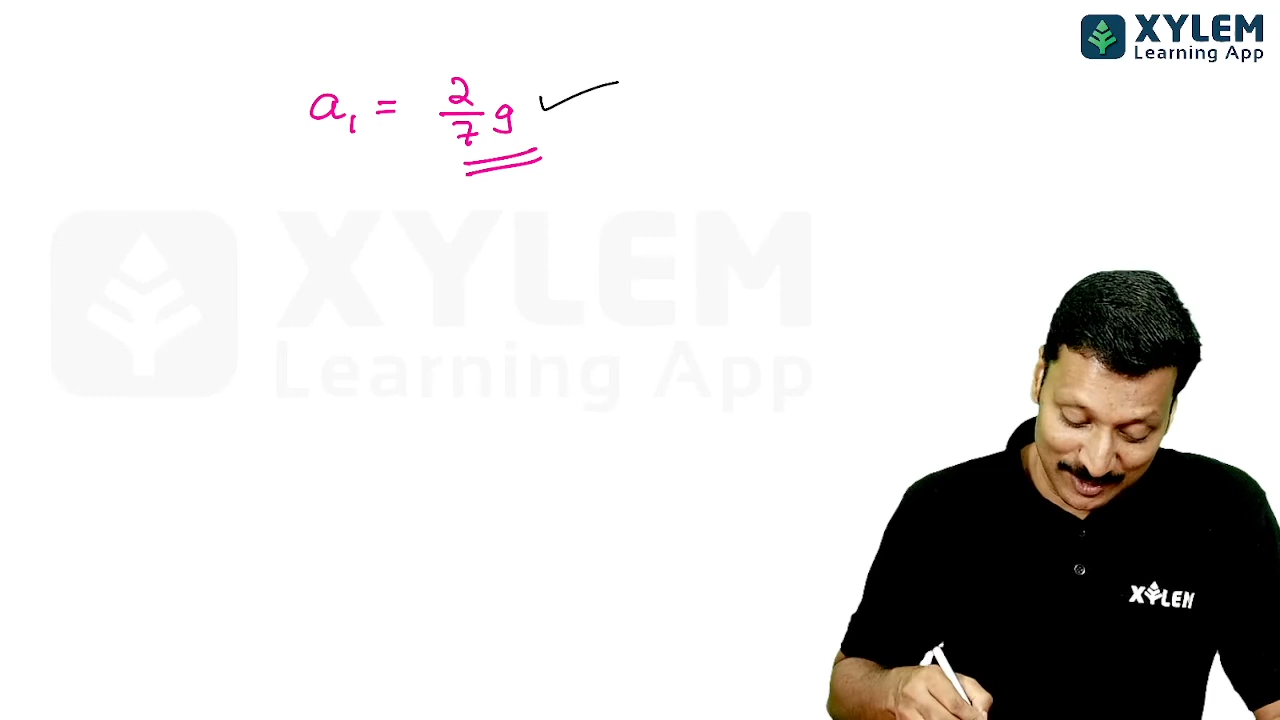 XYLEM
Learning App
a₁ = 2/7 g ✓
XYLEM
Learning App
XYLEM